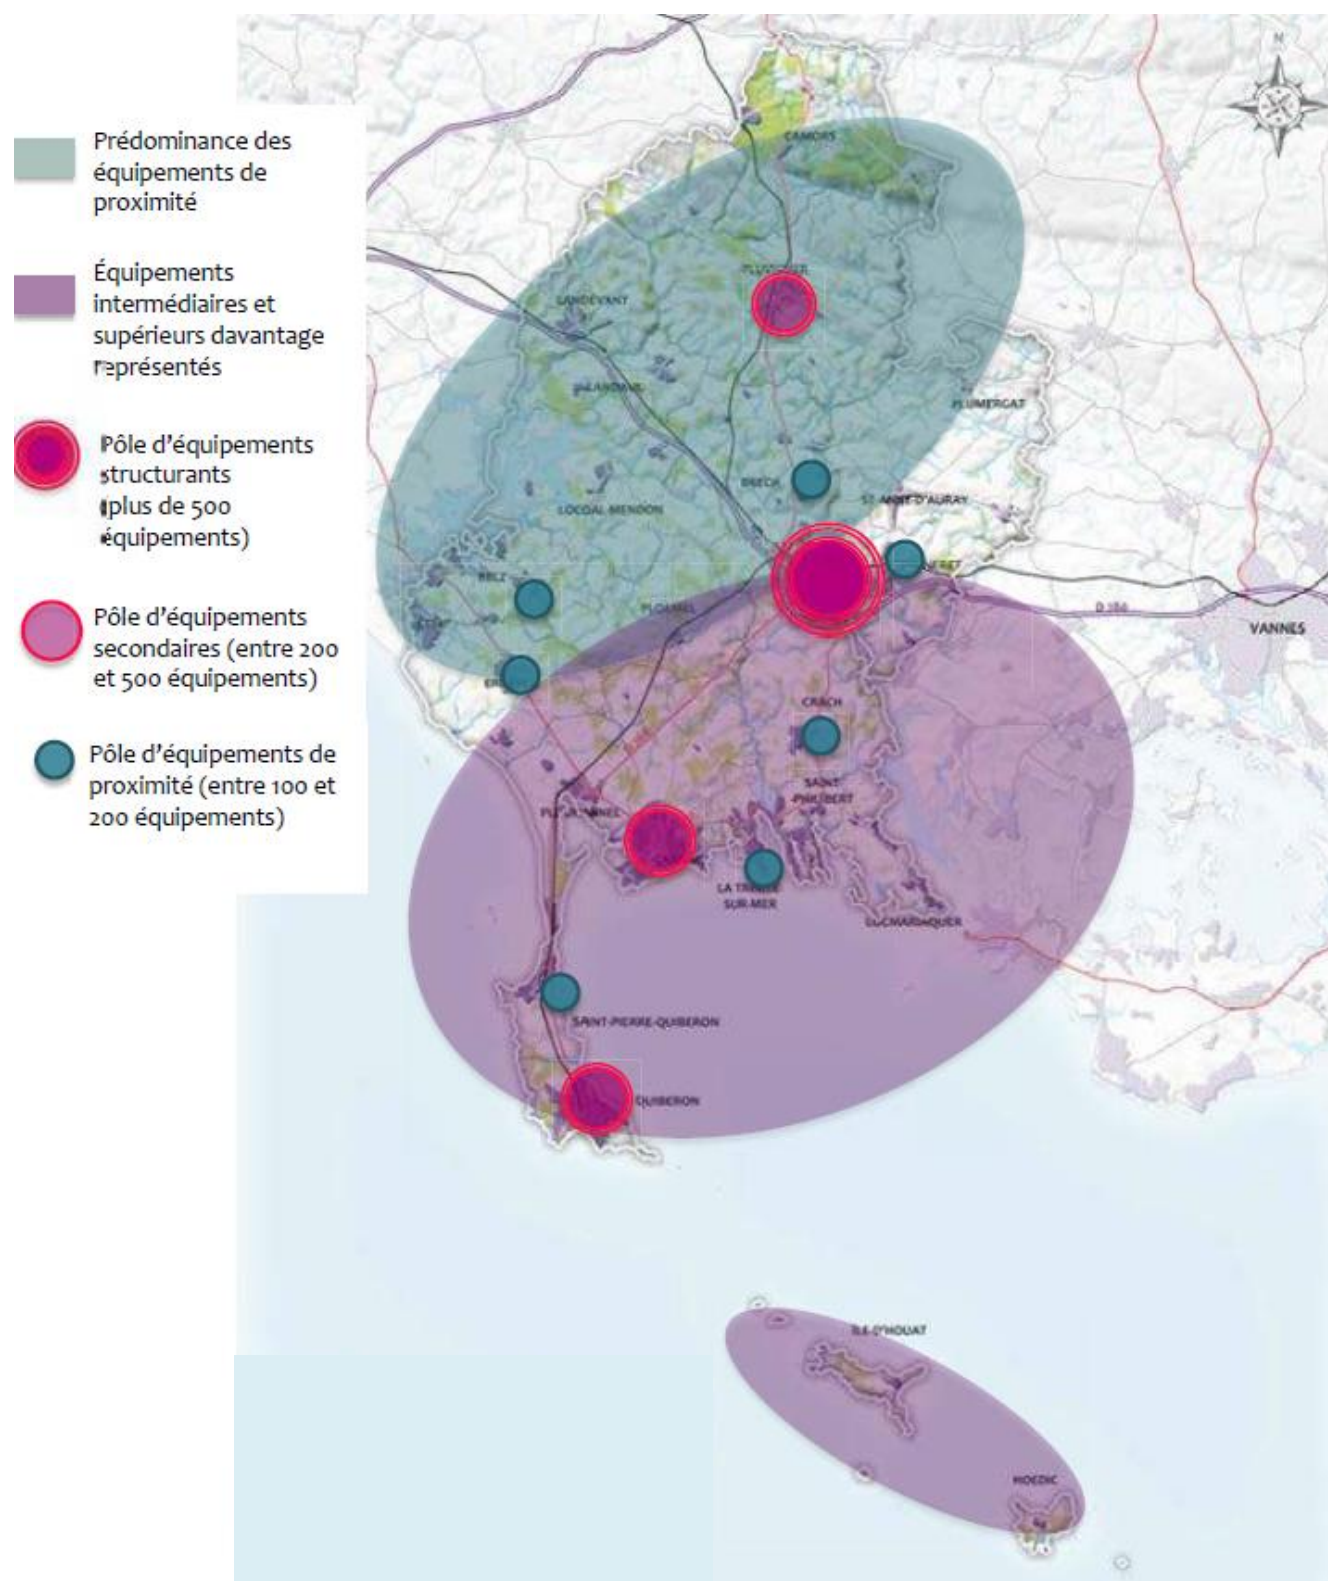 Prédominance des
équipements de
proximité
Équipements
intermédiaires et
supérieurs davantage
représentés
Pôle d'équipements
structurants
(plus de 500
équipements)
Pôle d'équipements
secondaires (entre 200
et 500 équipements)
Pôle d'équipements de
proximité (entre 100 et
200 équipements)
N
CAMORS
LANDEVANT
LANDAUL
PLUMERGAT
BRECH
STE-ANNE-D'AURAY
LOCOAL-MENDON
BELZ
PLOEMEL
VANNES
CRACH
SAINT-
-PHILIBERT
LA TRINITÉ
SUR-MER
LOCMARIAQUER
SAINT-PIERRE-QUIBERON
QUIBERON
ÎLE-D'HOUAT
HOEDIC